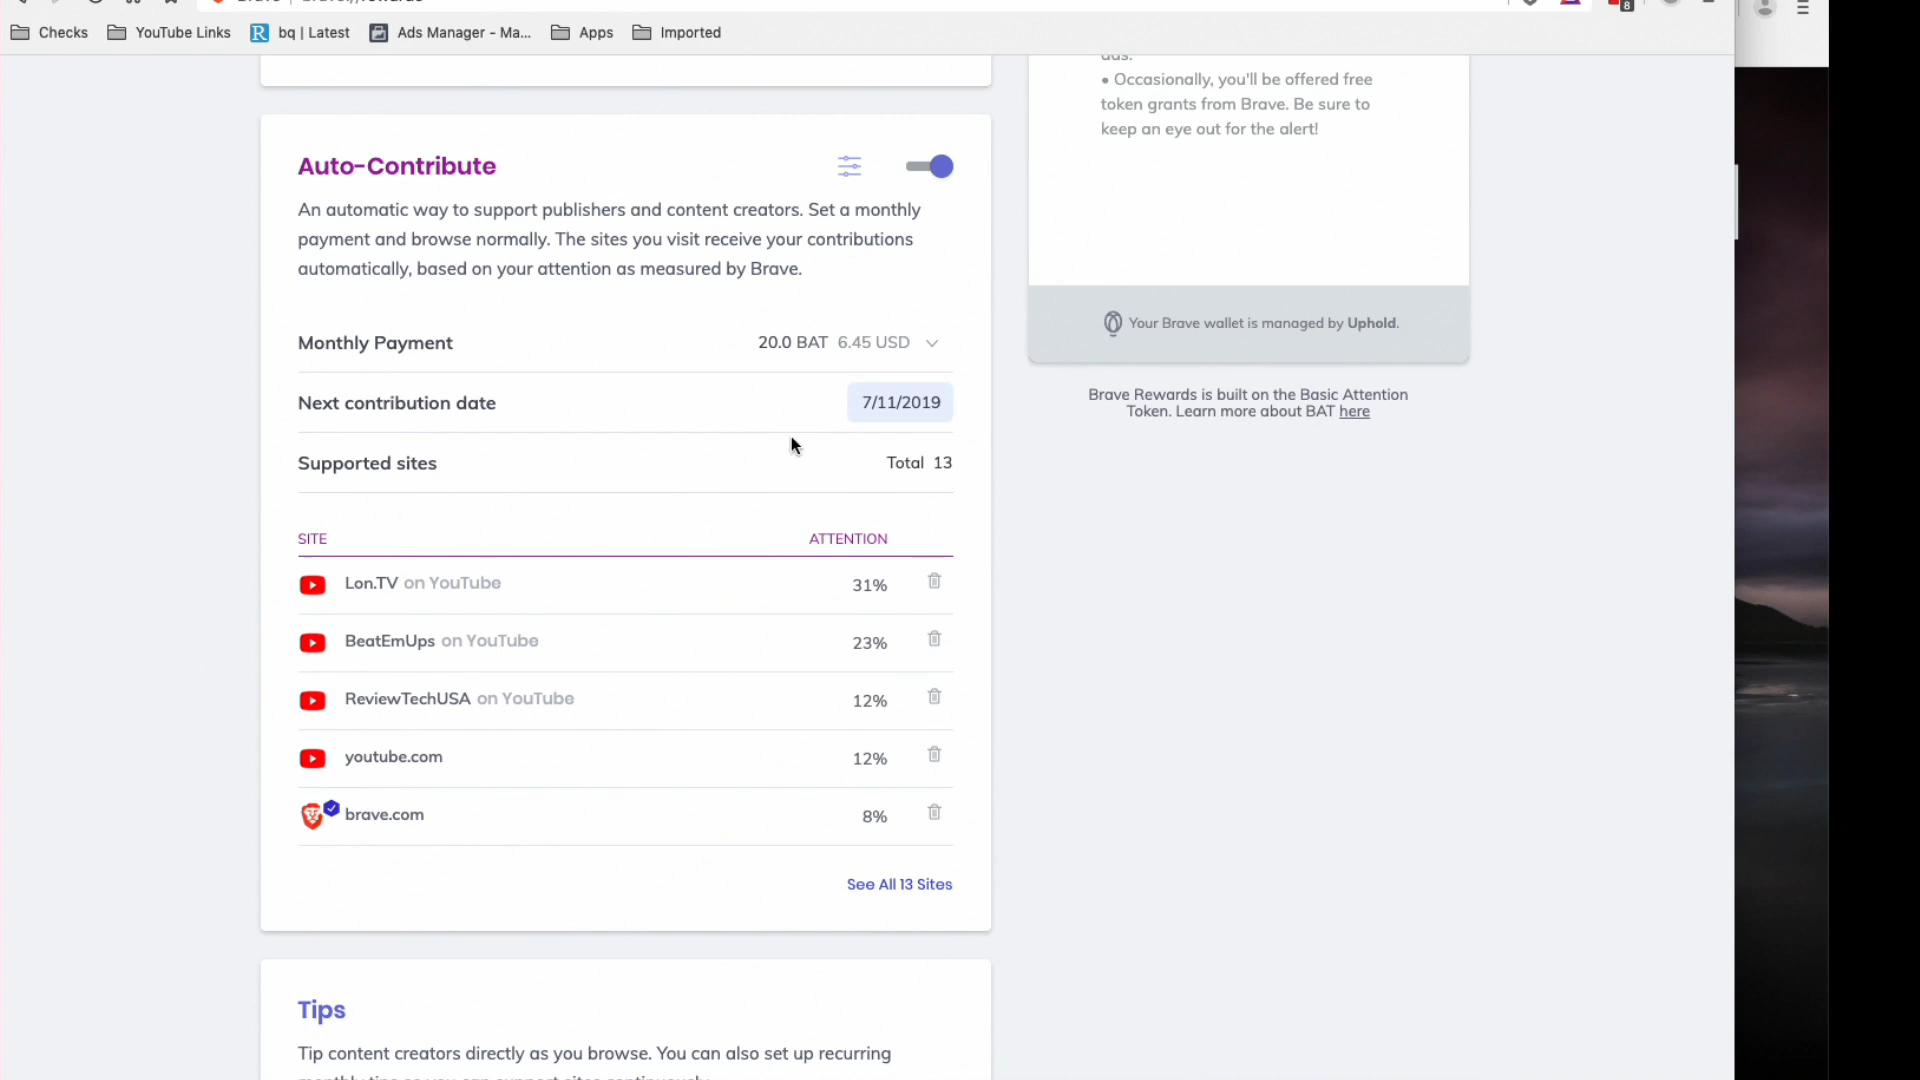 8
Checks
YouTube Links
bq | Latest
Ads Manager - Ma...
Apps
Imported
• Occasionally, you'll be offered free
token grants from Brave. Be sure to
keep an eye out for the alert!
Your Brave wallet is managed by Uphold.
Brave Rewards is built on the Basic Attention
Token. Learn more about BAT here
Auto-Contribute
An automatic way to support publishers and content creators. Set a monthly
payment and browse normally. The sites you visit receive your contributions
automatically, based on your attention as measured by Brave.
Monthly Payment 20.0 BAT 6.45 USD
Next contribution date 7/11/2019
Supported sites Total 13
SITE ATTENTION
Lon.TV on YouTube 31%
BeatEmUps on YouTube 23%
ReviewTechUSA on YouTube 12%
youtube.com 12%
brave.com 8%
See All 13 Sites
Tips
Tip content creators directly as you browse. You can also set up recurring